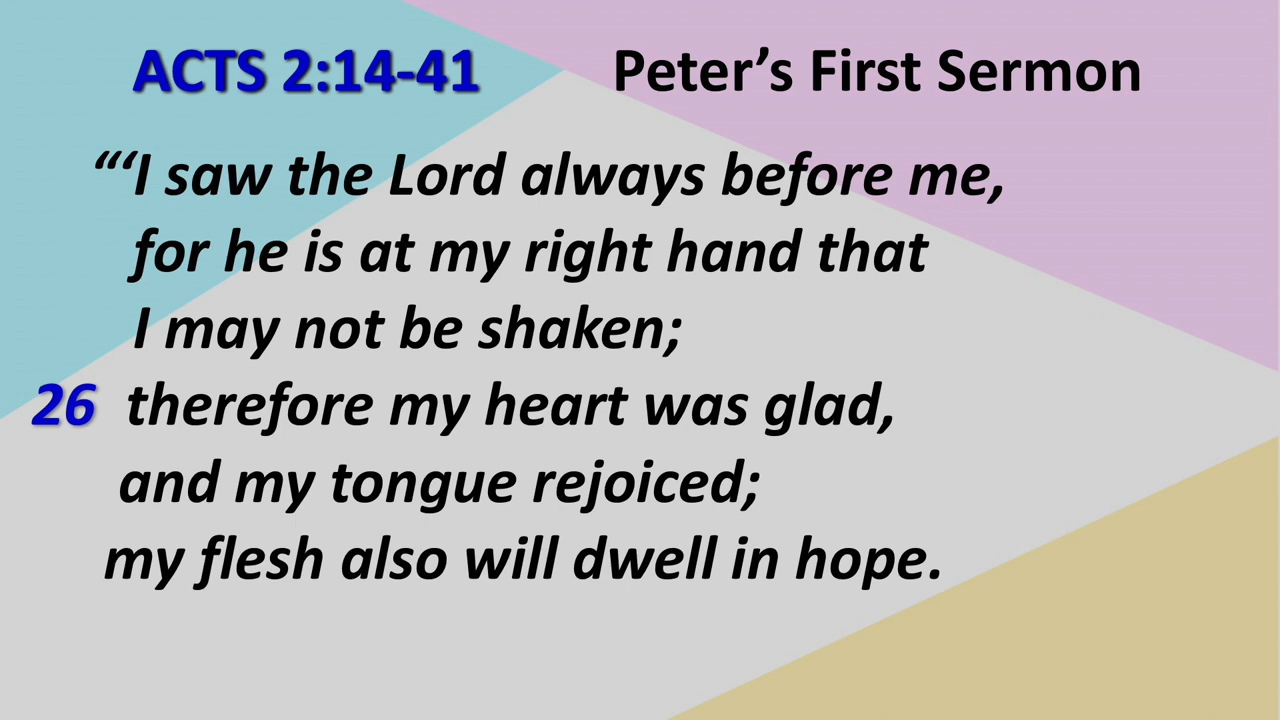 ACTS 2:14-41 Peter’s First Sermon
“‘I saw the Lord always before me,
for he is at my right hand that
I may not be shaken;
26 therefore my heart was glad,
and my tongue rejoiced;
my flesh also will dwell in hope.